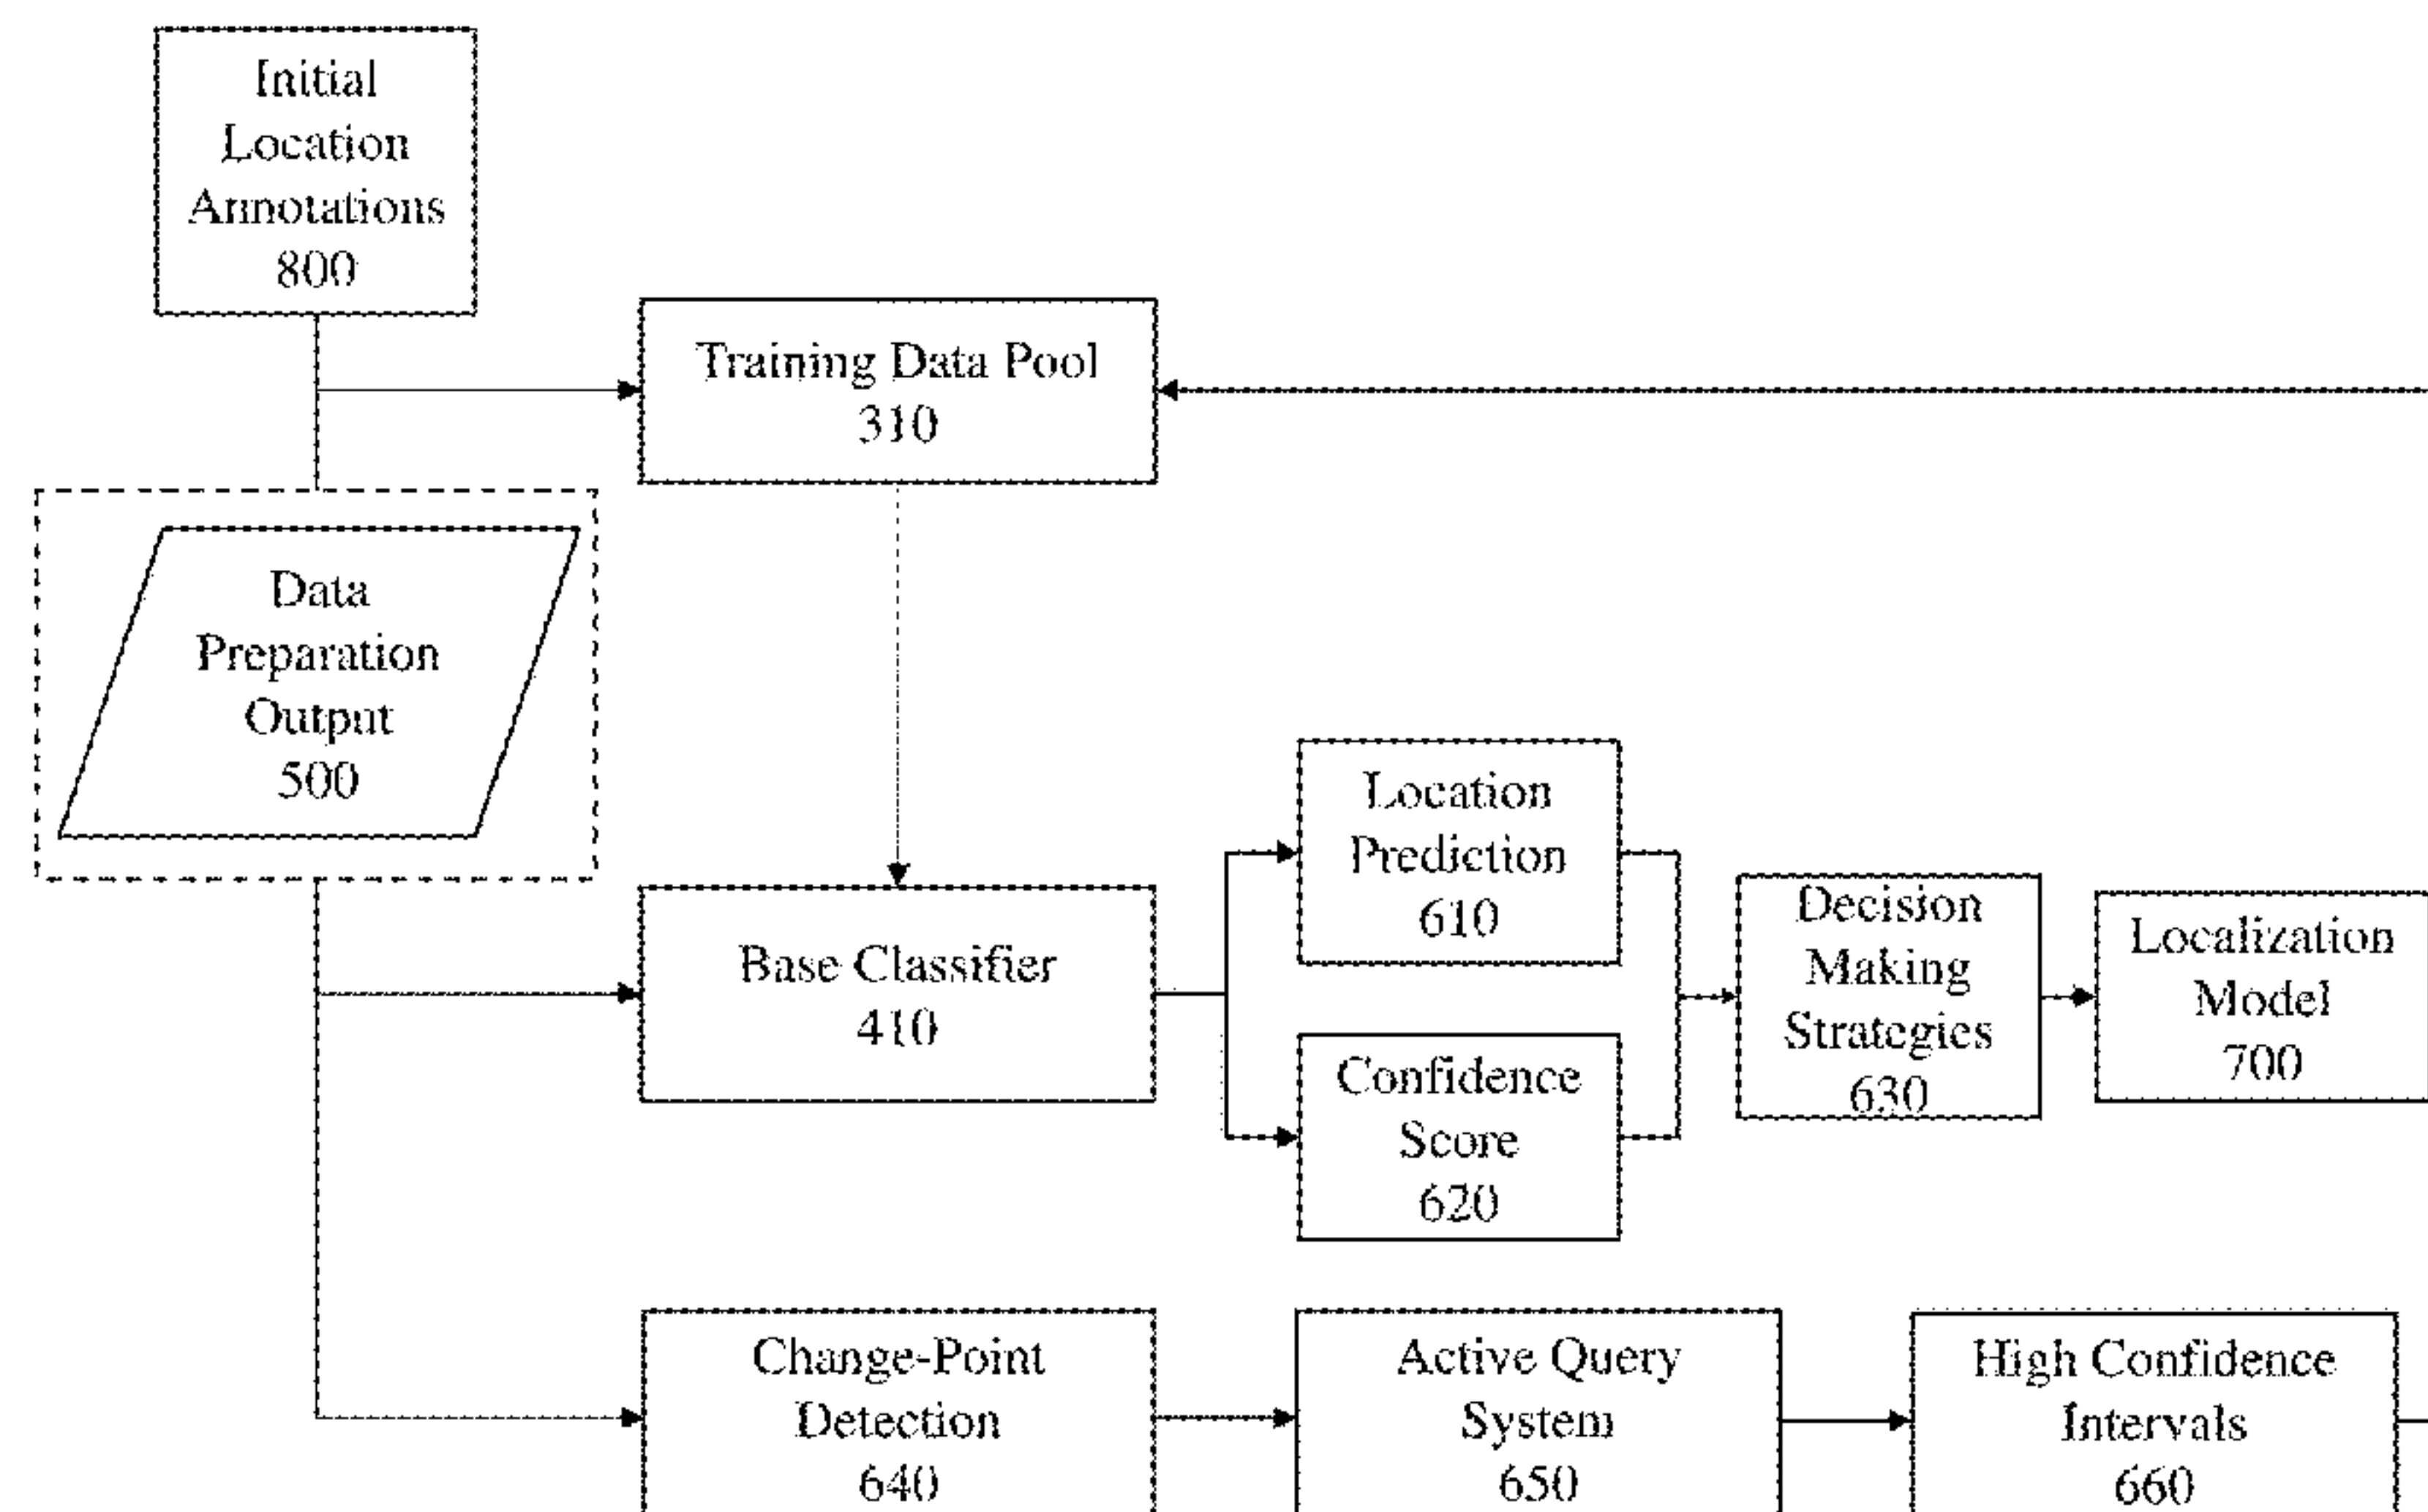 Initial
Location
Annotations
800
Training Data Pool
310
Data
Preparation
Output
500
Location
Prediction
610
Base Classifier
410
Confidence
Score
620
Decision
Making
Strategies
630
Localization
Model
700
Change-Point
Detection
640
Active Query
System
650
High Confidence
Intervals
660